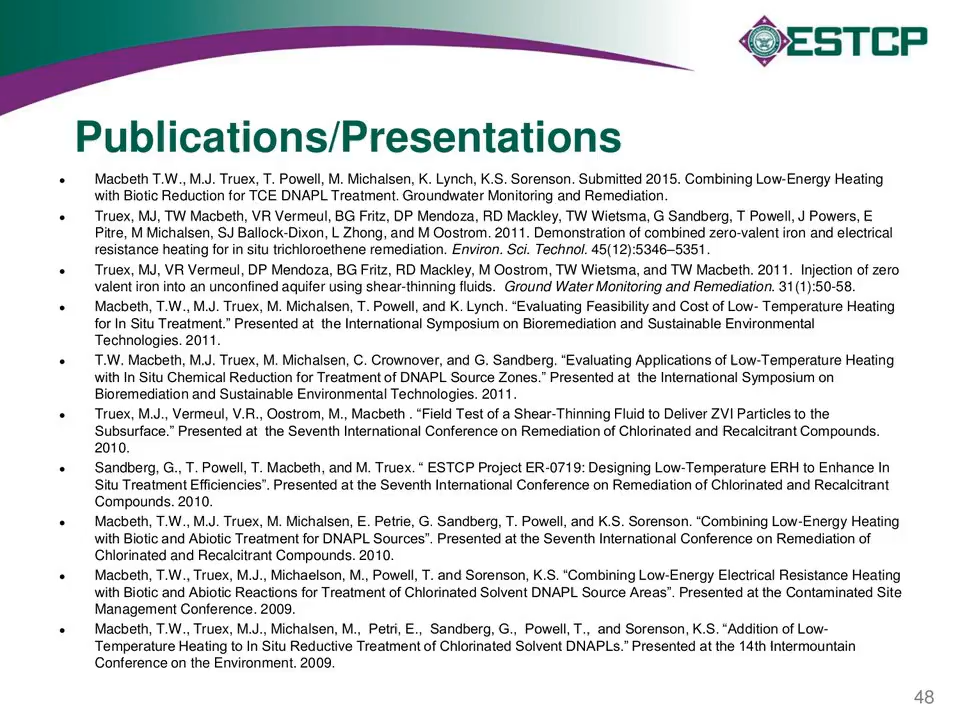 ESTCP
Publications/Presentations
● Macbeth T.W., M.J. Truex, T. Powell, M. Michalsen, K. Lynch, K.S. Sorenson. Submitted 2015. Combining Low-Energy Heating
with Biotic Reduction for TCE DNAPL Treatment. Groundwater Monitoring and Remediation.
● Truex, MJ, TW Macbeth, VR Vermeul, BG Fritz, DP Mendoza, RD Mackley, TW Wietsma, G Sandberg, T Powell, J Powers, E
Pitre, M Michalsen, SJ Ballock-Dixon, L Zhong, and M Oostrom. 2011. Demonstration of combined zero-valent iron and electrical
resistance heating for in situ trichloroethene remediation. Environ. Sci. Technol. 45(12):5346–5351.
● Truex, MJ, VR Vermeul, DP Mendoza, BG Fritz, RD Mackley, M Oostrom, TW Wietsma, and TW Macbeth. 2011. Injection of zero
valent iron into an unconfined aquifer using shear-thinning fluids. Ground Water Monitoring and Remediation. 31(1):50-58.
● Macbeth, T.W., M.J. Truex, M. Michalsen, T. Powell, and K. Lynch. “Evaluating Feasibility and Cost of Low- Temperature Heating
for In Situ Treatment.” Presented at the International Symposium on Bioremediation and Sustainable Environmental
Technologies. 2011.
● T.W. Macbeth, M.J. Truex, M. Michalsen, C. Crownover, and G. Sandberg. “Evaluating Applications of Low-Temperature Heating
with In Situ Chemical Reduction for Treatment of DNAPL Source Zones.” Presented at the International Symposium on
Bioremediation and Sustainable Environmental Technologies. 2011.
● Truex, M.J., Vermeul, V.R., Oostrom, M., Macbeth . “Field Test of a Shear-Thinning Fluid to Deliver ZVI Particles to the
Subsurface.” Presented at the Seventh International Conference on Remediation of Chlorinated and Recalcitrant Compounds.
2010.
● Sandberg, G., T. Powell, T. Macbeth, and M. Truex. “ ESTCP Project ER-0719: Designing Low-Temperature ERH to Enhance In
Situ Treatment Efficiencies”. Presented at the Seventh International Conference on Remediation of Chlorinated and Recalcitrant
Compounds. 2010.
● Macbeth, T.W., M.J. Truex, M. Michalsen, E. Petrie, G. Sandberg, T. Powell, and K.S. Sorenson. “Combining Low-Energy Heating
with Biotic and Abiotic Treatment for DNAPL Sources”. Presented at the Seventh International Conference on Remediation of
Chlorinated and Recalcitrant Compounds. 2010.
● Macbeth, T.W., Truex, M.J., Michaelson, M., Powell, T. and Sorenson, K.S. “Combining Low-Energy Electrical Resistance Heating
with Biotic and Abiotic Reactions for Treatment of Chlorinated Solvent DNAPL Source Areas”. Presented at the Contaminated Site
Management Conference. 2009.
● Macbeth, T.W., Truex, M.J., Michalsen, M., Petri, E., Sandberg, G., Powell, T., and Sorenson, K.S. “Addition of Low-
Temperature Heating to In Situ Reductive Treatment of Chlorinated Solvent DNAPLs.” Presented at the 14th Intermountain
Conference on the Environment. 2009.
48